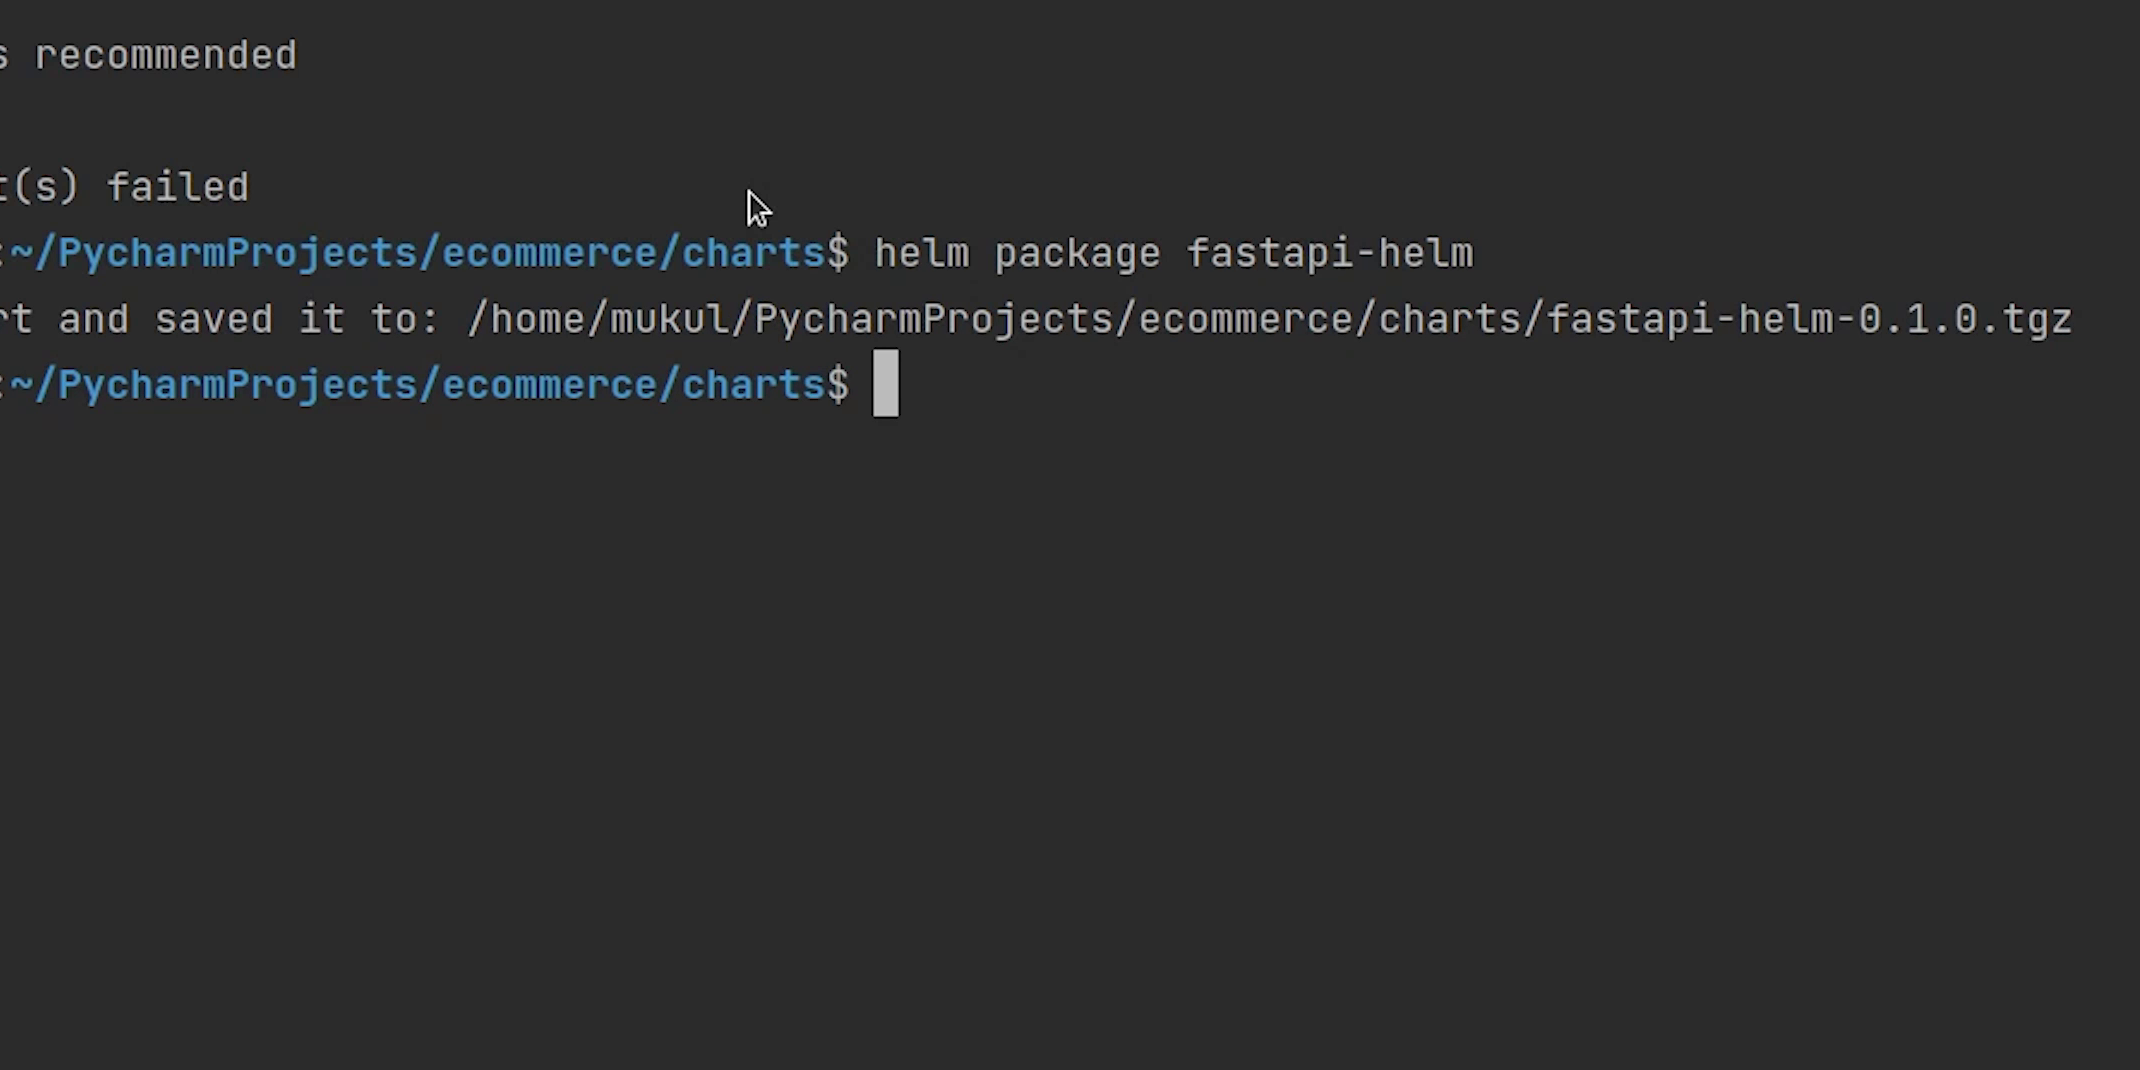 s recommended
t(s) failed
:~/PycharmProjects/ecommerce/charts$ helm package fastapi-helm
rt and saved it to: /home/mukul/PycharmProjects/ecommerce/charts/fastapi-helm-0.1.0.tgz
:~/PycharmProjects/ecommerce/charts$